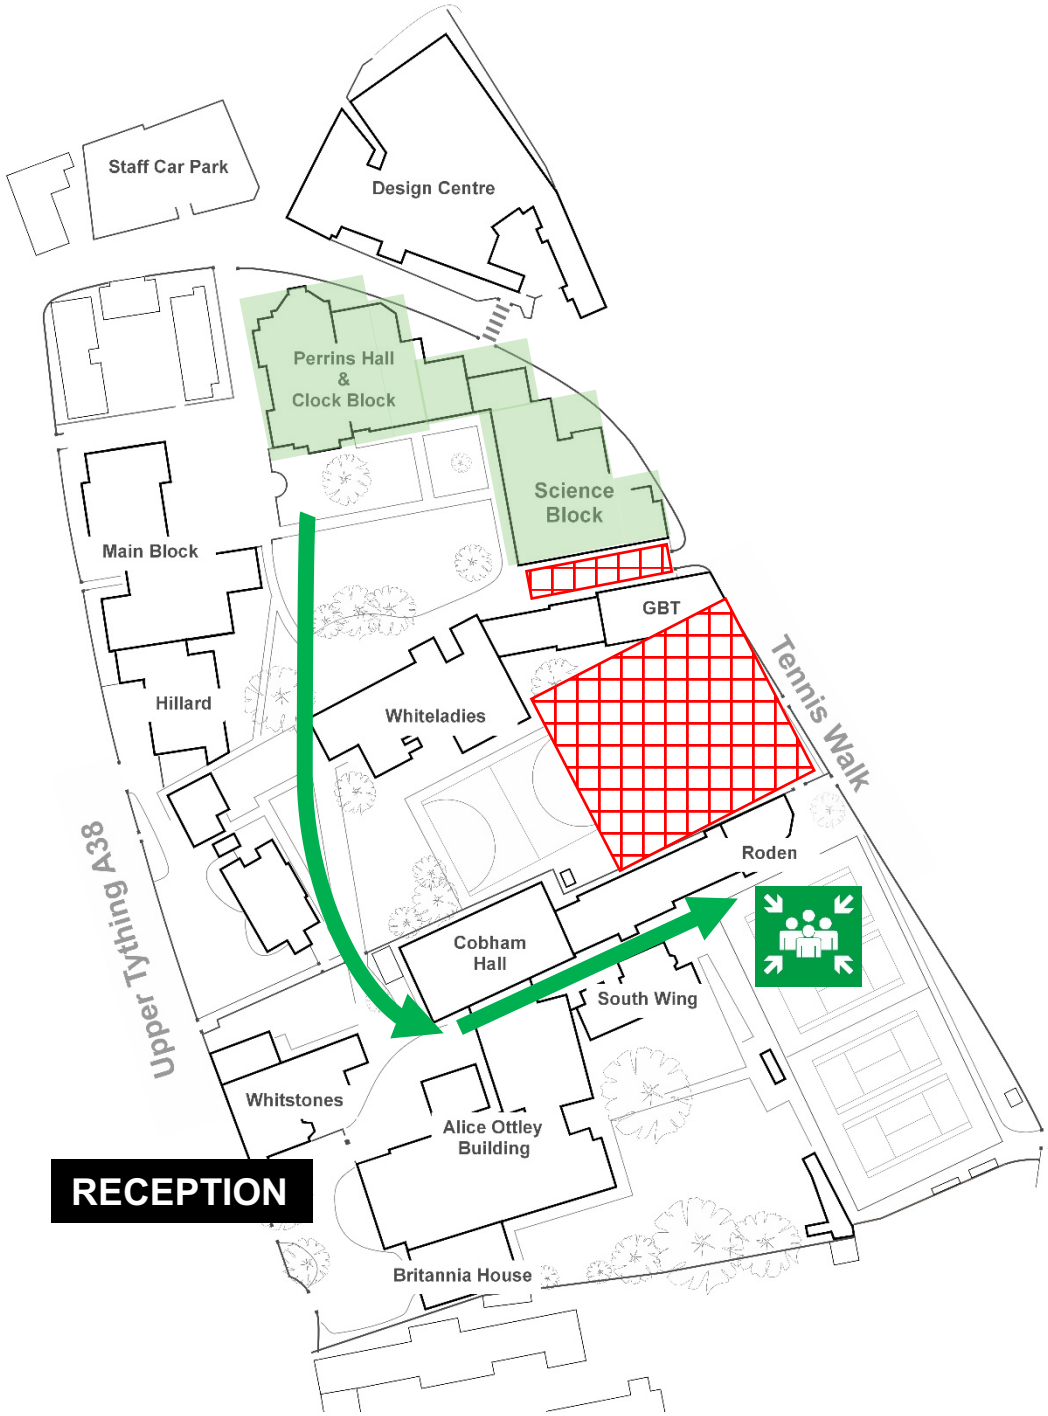 Staff Car Park
Design Centre
Perrins Hall
&
Clock Block
Science
Block
Main Block
GBT
Tennis Walk
Hillard
Whiteladies
Upper Tything A38
Roden
Cobham
Hall
South Wing
Whitstones
Alice Ottley
Building
RECEPTION
Britannia House